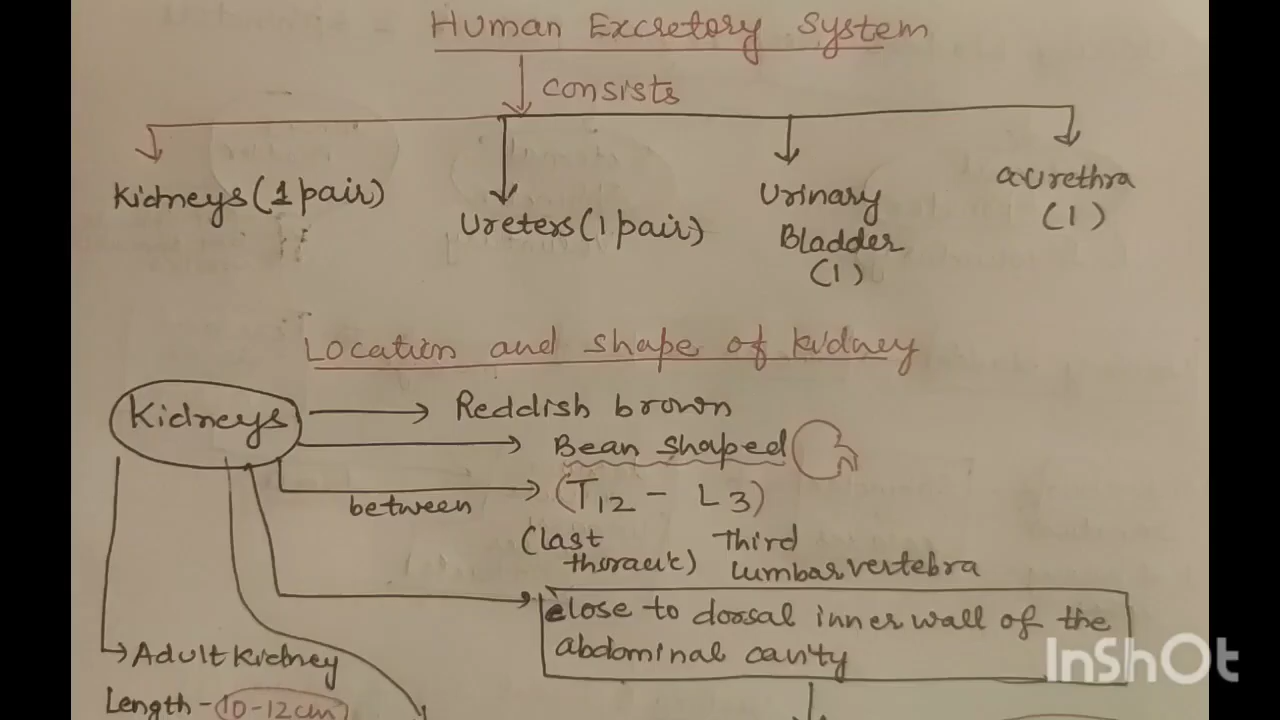 Human Excretory System
consists
Kidneys (1 pair)
Ureters (1 pair)
Urinary
Bladder
(1)
a urethra
(1)
Location and shape of kidney
Kidneys
Reddish brown
Bean shaped
between
(T12 - L3)
(last
thoracic)
Third
lumbar vertebra
close to dorsal inner wall of the
abdominal cavity
Adult kidney
Length - 10-12cm
InShOt